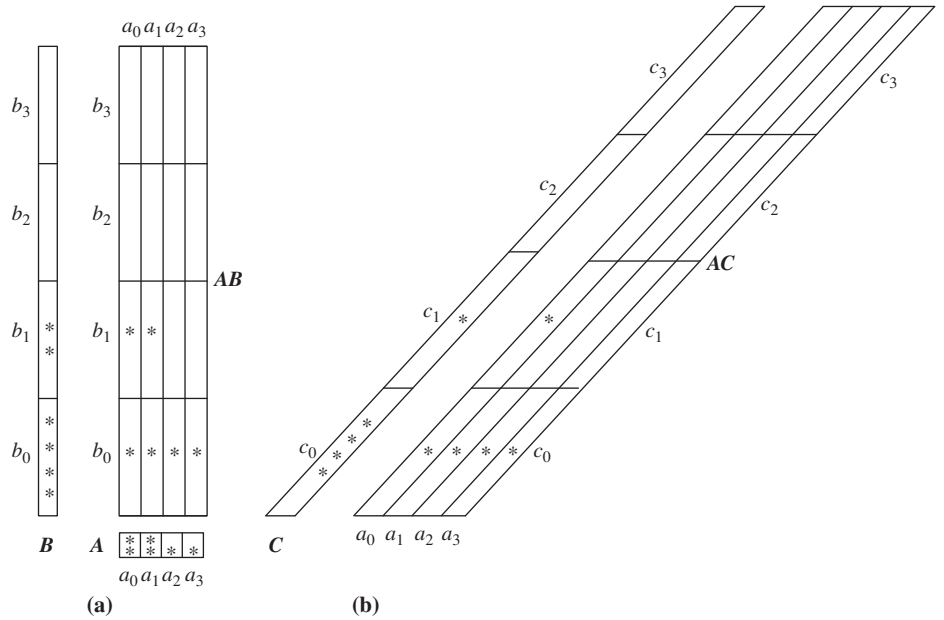 a0 a1 a2 a3
b3 b3 c3 c3
b2 b2 c2 c2
AB AC
b1 * * b1 * * c1 * * c1
b0 * * * * b0 * * * * c0 * * * * * * * * c0
B A * * * * * * C a0 a1 a2 a3
a0 a1 a2 a3
(a) (b)